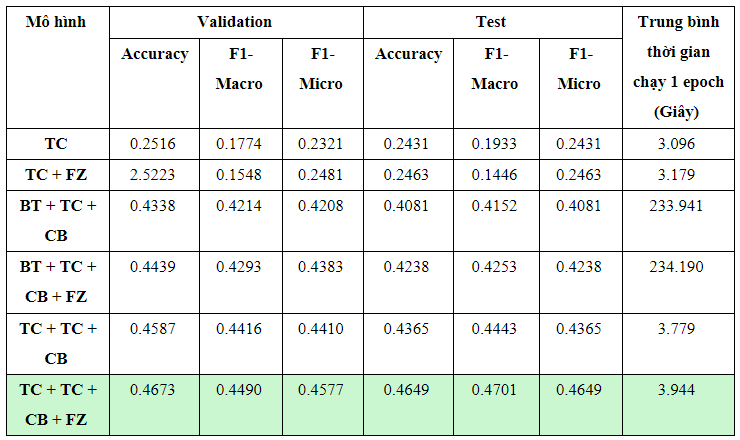 Mô hình Validation Test Trung bình thời gian chạy 1 epoch (Giây)
Accuracy F1-Macro F1-Micro Accuracy F1-Macro F1-Micro
TC 0.2516 0.1774 0.2321 0.2431 0.1933 0.2431 3.096
TC + FZ 2.5223 0.1548 0.2481 0.2463 0.1446 0.2463 3.179
BT + TC + CB 0.4338 0.4214 0.4208 0.4081 0.4152 0.4081 233.941
BT + TC + CB + FZ 0.4439 0.4293 0.4383 0.4238 0.4253 0.4238 234.190
TC + TC + CB 0.4587 0.4416 0.4410 0.4365 0.4443 0.4365 3.779
TC + TC + CB + FZ 0.4673 0.4490 0.4577 0.4649 0.4701 0.4649 3.944